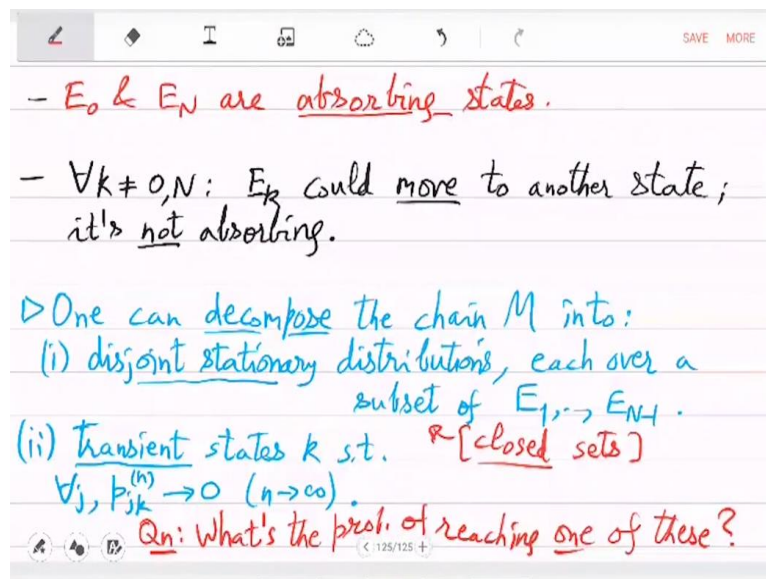 SAVE MORE
- E₀ & E_N are absorbing states.
- ∀k≠0,N: E_k could move to another state;
it's not absorbing.
▷ One can decompose the chain M into:
(i) disjoint stationary distributions, each over a
subset of E₁,..., E_N-1.
(ii) Transient states k s.t. [closed sets]
∀j, p_jk^(n) → 0 (n→∞).
Qn: What's the prob. of reaching one of these?
< 125/125 +